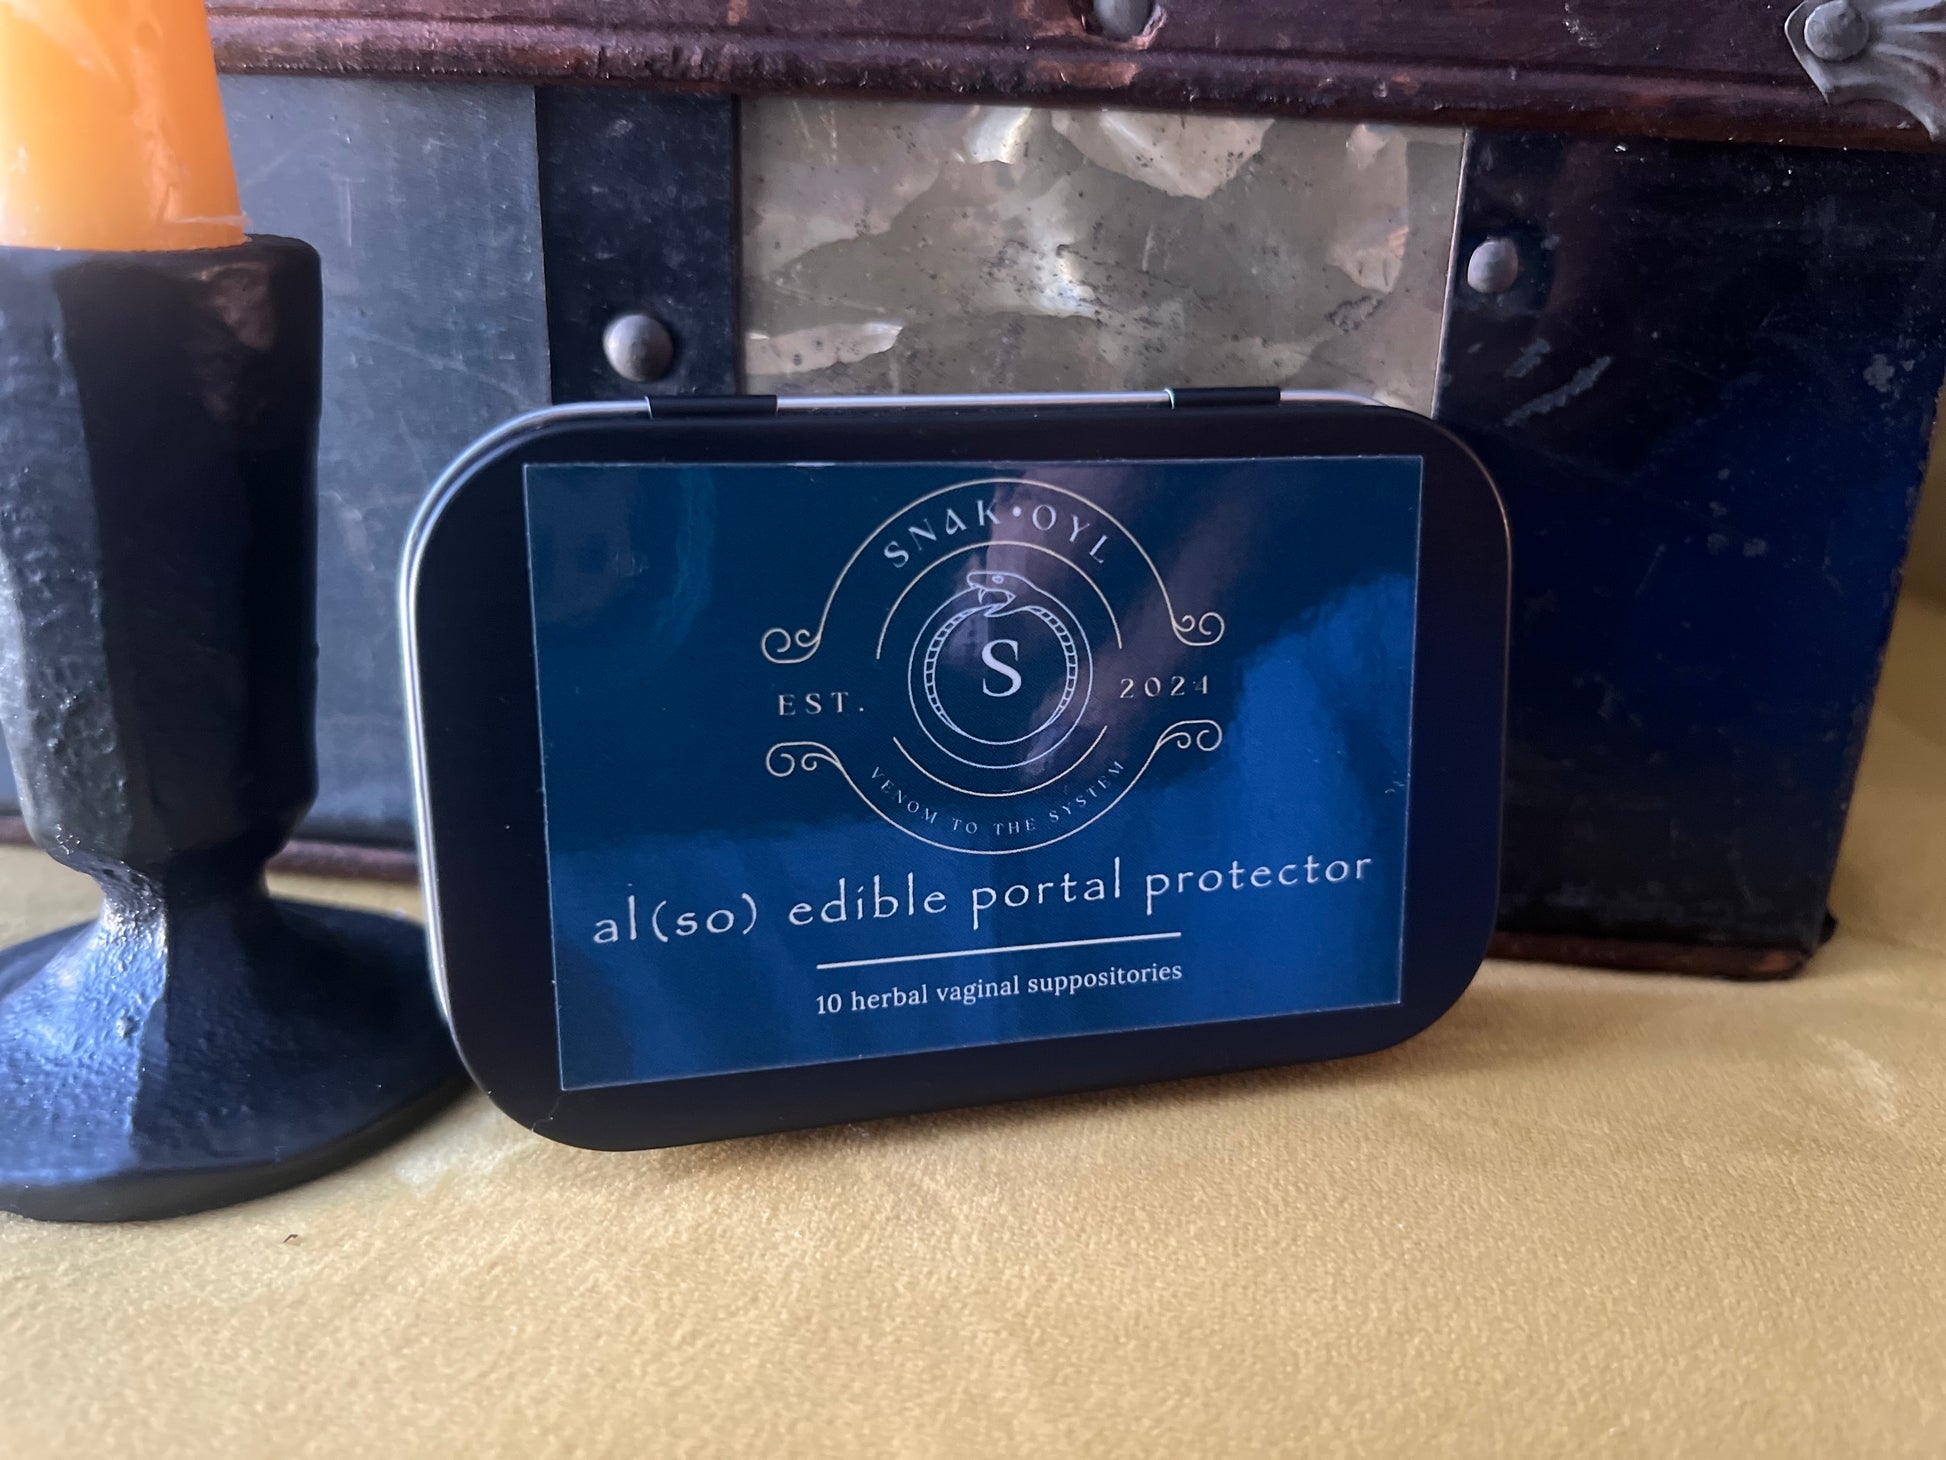 SNAK•OYL
S
EST. 2024
VENOM TO THE SYSTEM
al(so) edible portal protector
10 herbal vaginal suppositories